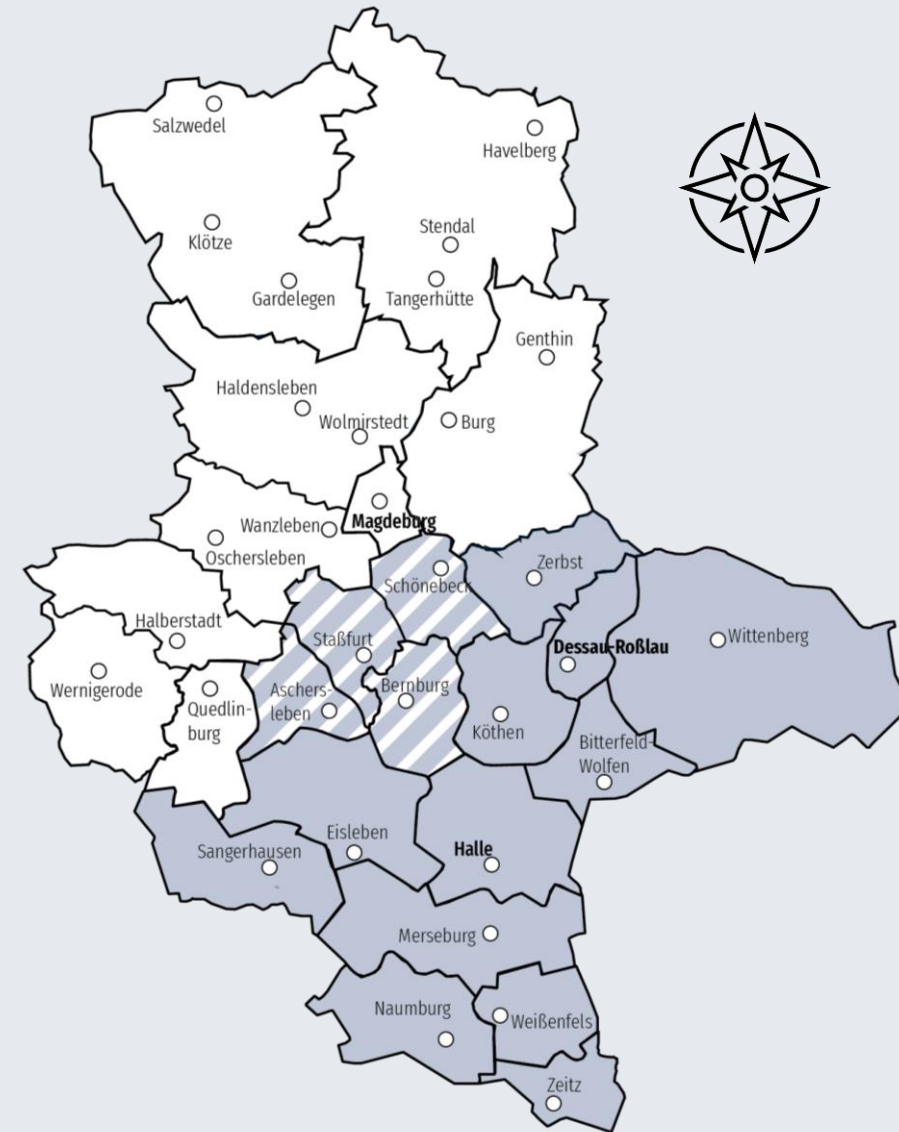 Salzwedel
Havelberg
Klötze
Stendal
Gardelegen
Tangerhütte
Genthin
Haldensleben
Wolmirstedt
Burg
Wanzleben
Magdeburg
Oschersleben
Zerbst
Schönebeck
Halberstadt
Staßfurt
Dessau-Roßlau
Wittenberg
Wernigerode
Quedlin-
burg
Aschers-
leben
Bernburg
Köthen
Bitterfeld-
Wolfen
Eisleben
Halle
Sangerhausen
Merseburg
Naumburg
Weißenfels
Zeitz